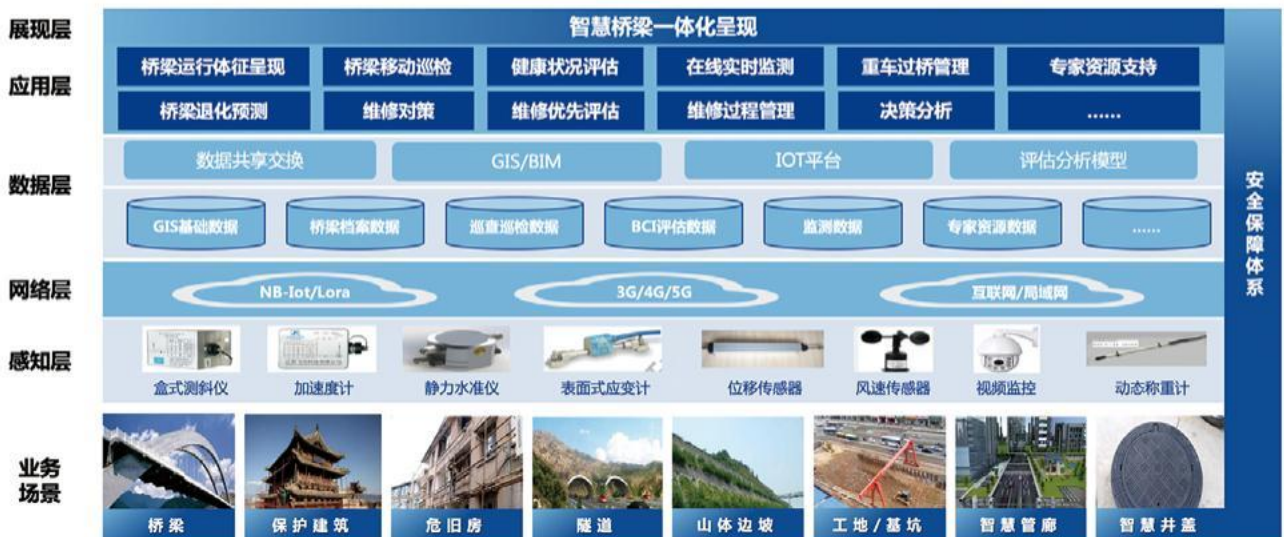 展现层
智慧桥梁一体化呈现
应用层
桥梁运行体征呈现 桥梁移动巡检 健康状况评估 在线实时监测 重车过桥管理 专家资源支持
桥梁退化预测 维修对策 维修优先评估 维修过程管理 决策分析 ……
数据层
数据共享交换 GIS/BIM IOT平台 评估分析模型
GIS基础数据 桥梁档案数据 巡查巡检数据 BCI评估数据 监测数据 专家资源数据 ……
网络层
NB-Iot/Lora 3G/4G/5G 互联网/局域网
感知层
盒式测斜仪 加速度计 静力水准仪 表面式应变计 位移传感器 风速传感器 视频监控 动态称重计
业务
场景
桥梁 保护建筑 危旧房 隧道 山体边坡 工地/基坑 智慧管廊 智慧井盖
安全保障体系